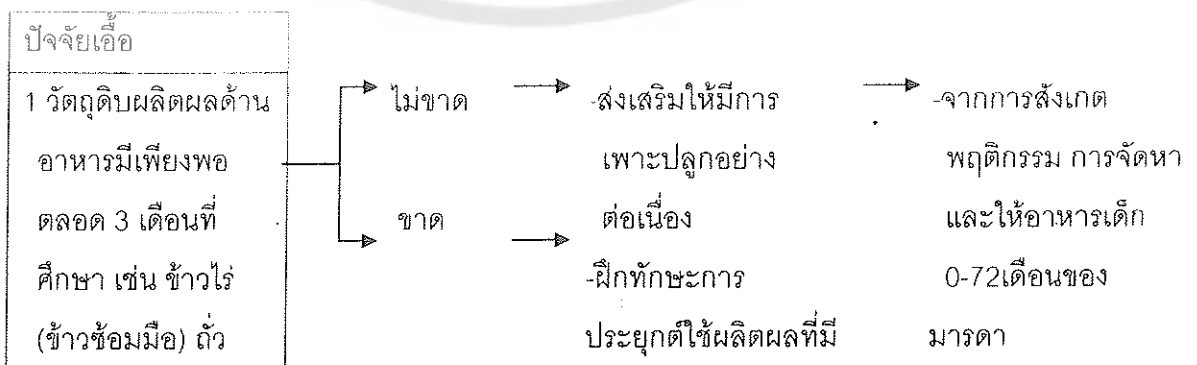 ปัจจัยเอื้อ
1 วัตถุดิบผลิตผลด้าน
อาหารมีเพียงพอ
ตลอด 3 เดือนที่
ศึกษา เช่น ข้าวไร่
(ข้าวซ้อมมือ) ถั่ว
ไม่ขาด
ขาด
-ส่งเสริมให้มีการ
เพาะปลูกอย่าง
ต่อเนื่อง
-ฝึกทักษะการ
ประยุกต์ใช้ผลิตผลที่มี
-จากการสังเกต
พฤติกรรม การจัดหา
และให้อาหารเด็ก
0-72เดือนของ
มารดา